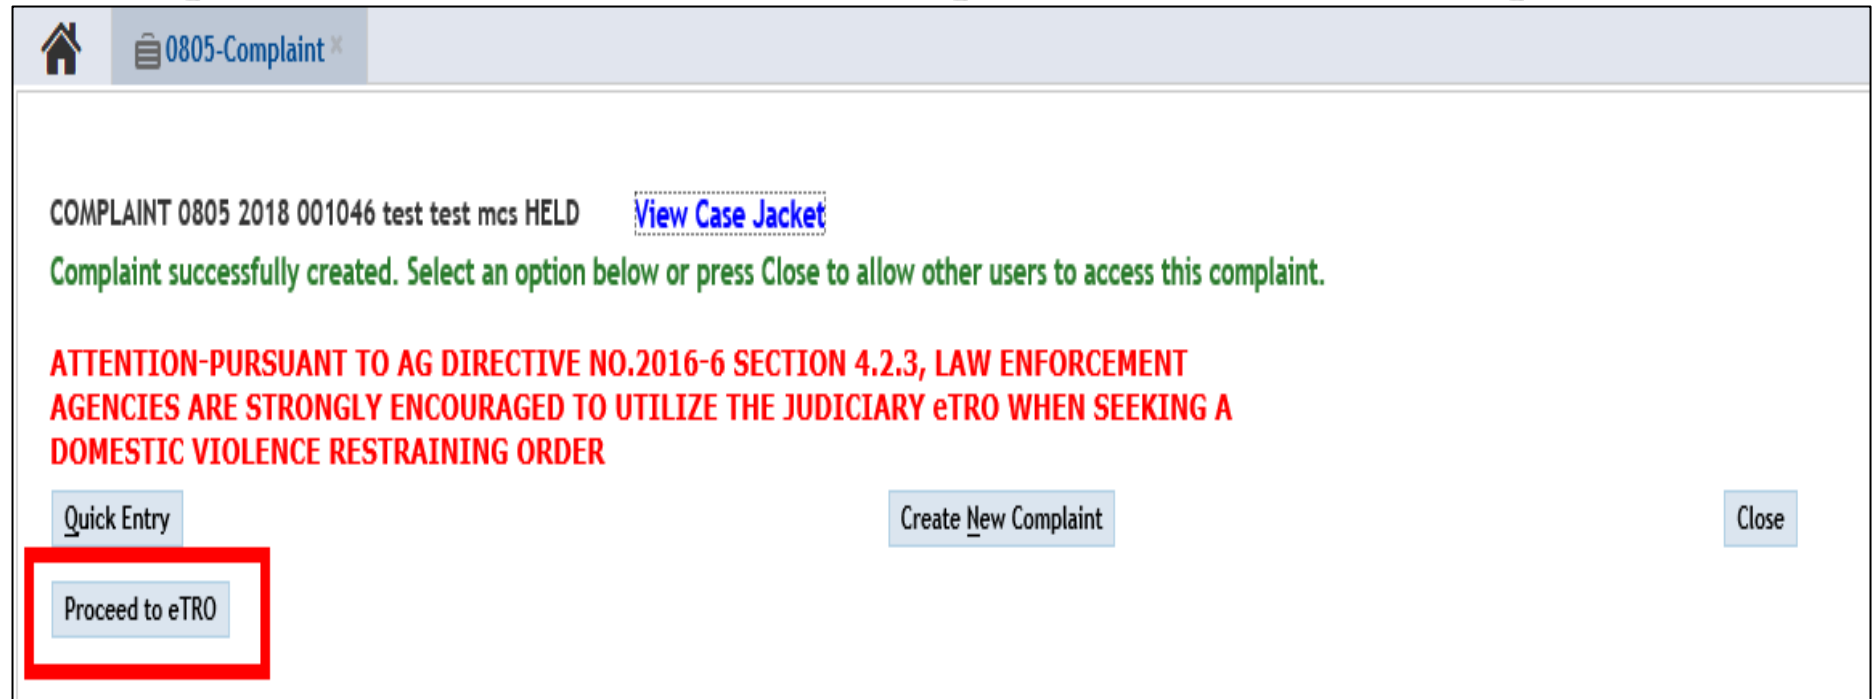 0805-Complaint ×
COMPLAINT 0805 2018 001046 test test mcs HELD View Case Jacket
Complaint successfully created. Select an option below or press Close to allow other users to access this complaint.
ATTENTION-PURSUANT TO AG DIRECTIVE NO.2016-6 SECTION 4.2.3, LAW ENFORCEMENT
AGENCIES ARE STRONGLY ENCOURAGED TO UTILIZE THE JUDICIARY eTRO WHEN SEEKING A
DOMESTIC VIOLENCE RESTRAINING ORDER
Quick Entry Create New Complaint Close
Proceed to eTRO